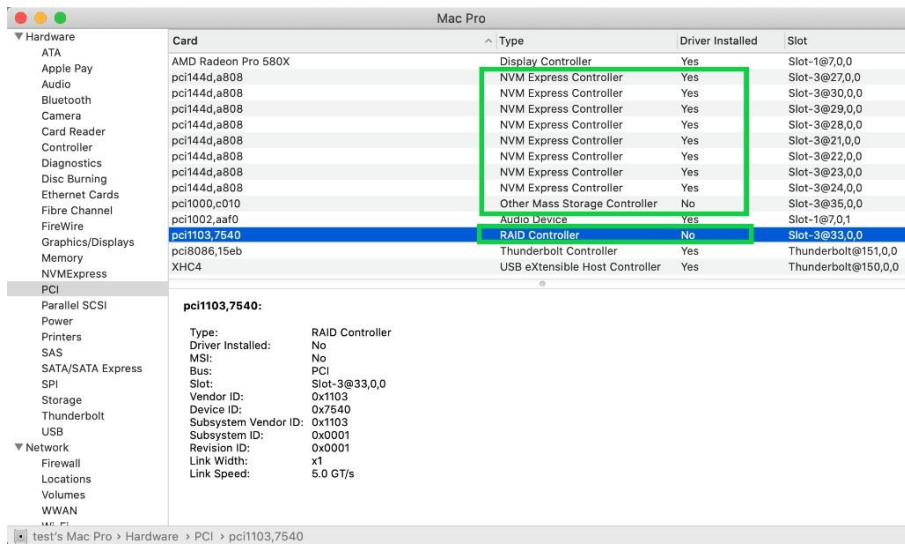 Mac Pro
Hardware
ATA
Apple Pay
Audio
Bluetooth
Camera
Card Reader
Controller
Diagnostics
Disc Burning
Ethernet Cards
Fibre Channel
FireWire
Graphics/Displays
Memory
NVMExpress
PCI
Parallel SCSI
Power
Printers
SAS
SATA/SATA Express
SPI
Storage
Thunderbolt
USB
Network
Firewall
Locations
Volumes
WWAN
Card Type Driver Installed Slot
AMD Radeon Pro 580X Display Controller Yes Slot-1@7,0,0
pci144d,a808 NVM Express Controller Yes Slot-3@27,0,0
pci144d,a808 NVM Express Controller Yes Slot-3@30,0,0
pci144d,a808 NVM Express Controller Yes Slot-3@29,0,0
pci144d,a808 NVM Express Controller Yes Slot-3@28,0,0
pci144d,a808 NVM Express Controller Yes Slot-3@21,0,0
pci144d,a808 NVM Express Controller Yes Slot-3@22,0,0
pci144d,a808 NVM Express Controller Yes Slot-3@23,0,0
pci144d,a808 NVM Express Controller Yes Slot-3@24,0,0
pci1000,c010 Other Mass Storage Controller No Slot-3@35,0,0
pci1002,aaf0 Audio Device Yes Slot-1@7,0,1
pci1103,7540 RAID Controller No Slot-3@33,0,0
pci8086,15eb Thunderbolt Controller Yes Thunderbolt@151,0,0
XHC4 USB eXtensible Host Controller Yes Thunderbolt@150,0,0
pci1103,7540:
Type: RAID Controller
Driver Installed: No
MSI: No
Bus: PCI
Slot: Slot-3@33,0,0
Vendor ID: 0x1103
Device ID: 0x7540
Subsystem Vendor ID: 0x1103
Subsystem ID: 0x0001
Revision ID: 0x0001
Link Width: x1
Link Speed: 5.0 GT/s
test's Mac Pro › Hardware › PCI › pci1103,7540